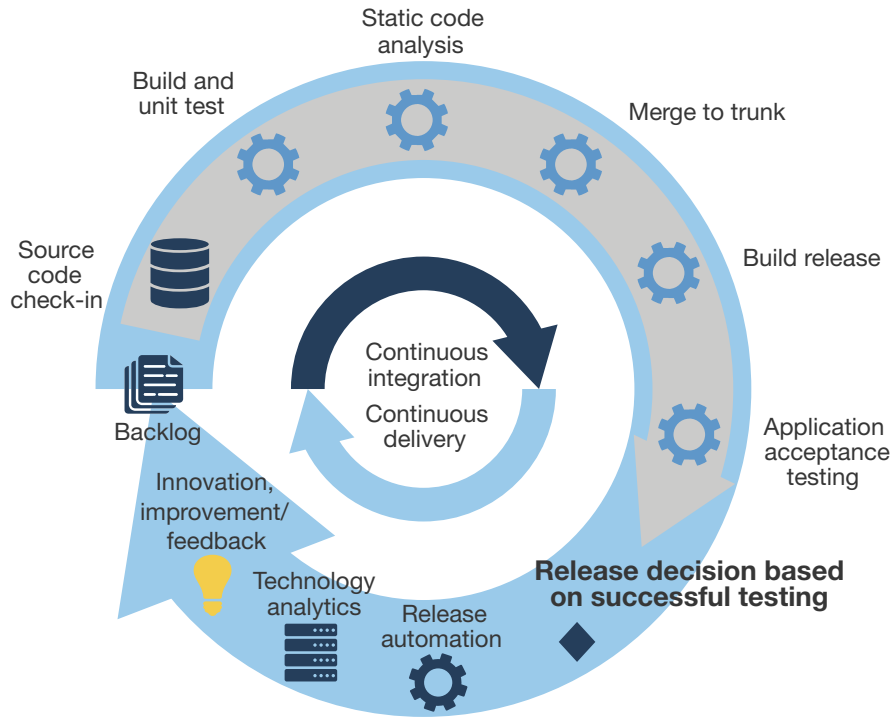 Static code
analysis
Build and
unit test
Merge to trunk
Source
code
check-in
Build release
Continuous
integration
Continuous
delivery
Backlog
Application
acceptance
testing
Innovation,
improvement/
feedback
Technology
analytics
Release
automation
Release decision based
on successful testing